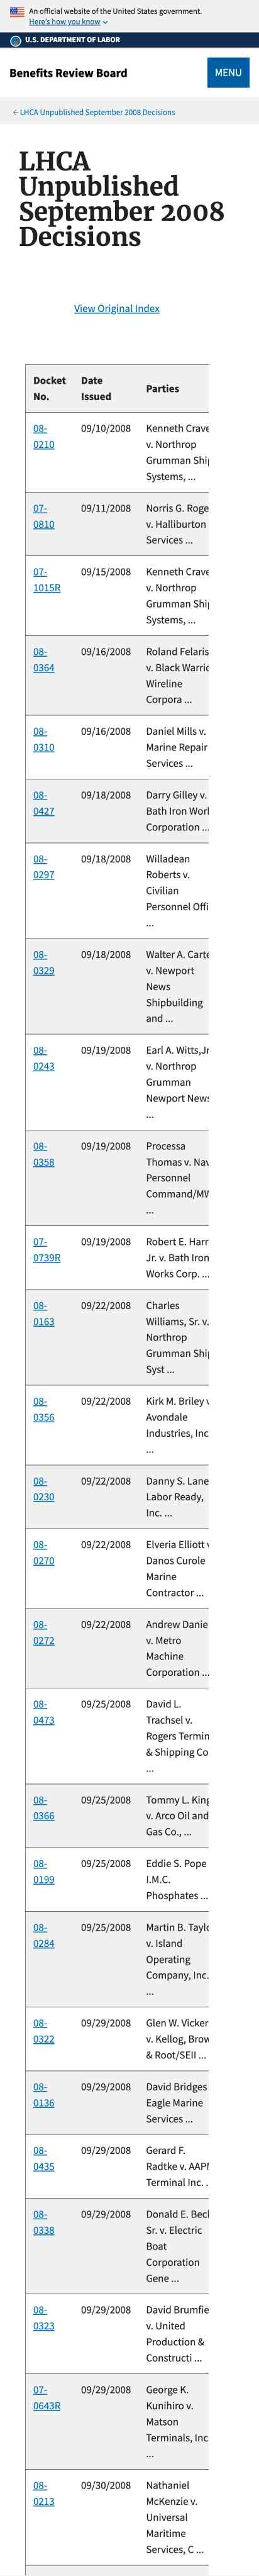 An official website of the United States government.
Here's how you know
U.S. DEPARTMENT OF LABOR
Benefits Review Board
MENU
LHCA Unpublished September 2008 Decisions
LHCA
Unpublished
September 2008
Decisions
View Original Index
Docket No. Date Issued Parties
08-0210 09/10/2008 Kenneth Crave
v. Northrop
Grumman Ship
Systems, ...
07-0810 09/11/2008 Norris G. Roge
v. Halliburton
Services ...
07-1015R 09/15/2008 Kenneth Crave
v. Northrop
Grumman Ship
Systems, ...
08-0364 09/16/2008 Roland Felaris
v. Black Warric
Wireline
Corpora ...
08-0310 09/16/2008 Daniel Mills v.
Marine Repair
Services ...
08-0427 09/18/2008 Darry Gilley v.
Bath Iron Worl
Corporation ...
08-0297 09/18/2008 Willadean
Roberts v.
Civilian
Personnel Offi
...
08-0329 09/18/2008 Walter A. Carte
v. Newport
News
Shipbuilding
and ...
08-0243 09/19/2008 Earl A. Witts,Jr
v. Northrop
Grumman
Newport News
...
08-0358 09/19/2008 Processa
Thomas v. Nav
Personnel
Command/MW
...
07-0739R 09/19/2008 Robert E. Harr
Jr. v. Bath Iron
Works Corp. ...
08-0163 09/22/2008 Charles
Williams, Sr. v.
Northrop
Grumman Ship
Syst ...
08-0356 09/22/2008 Kirk M. Briley v
Avondale
Industries, Inc
...
08-0230 09/22/2008 Danny S. Lane
Labor Ready,
Inc. ...
08-0270 09/22/2008 Elveria Elliott v
Danos Curole
Marine
Contractor ...
08-0272 09/22/2008 Andrew Danie
v. Metro
Machine
Corporation ...
08-0473 09/25/2008 David L.
Trachsel v.
Rogers Termin
& Shipping Co
...
08-0366 09/25/2008 Tommy L. King
v. Arco Oil and
Gas Co., ...
08-0199 09/25/2008 Eddie S. Pope
I.M.C.
Phosphates ...
08-0284 09/25/2008 Martin B. Taylo
v. Island
Operating
Company, Inc.
...
08-0322 09/29/2008 Glen W. Vicker
v. Kellog, Brow
& Root/SEII ...
08-0136 09/29/2008 David Bridges
Eagle Marine
Services ...
08-0435 09/29/2008 Gerard F.
Radtke v. AAPM
Terminal Inc. .
08-0338 09/29/2008 Donald E. Becl
Sr. v. Electric
Boat
Corporation
Gene ...
08-0323 09/29/2008 David Brumfie
v. United
Production &
Constructi ...
07-0643R 09/29/2008 George K.
Kunihiro v.
Matson
Terminals, Inc
...
08-0213 09/30/2008 Nathaniel
McKenzie v.
Universal
Maritime
Services, C ...